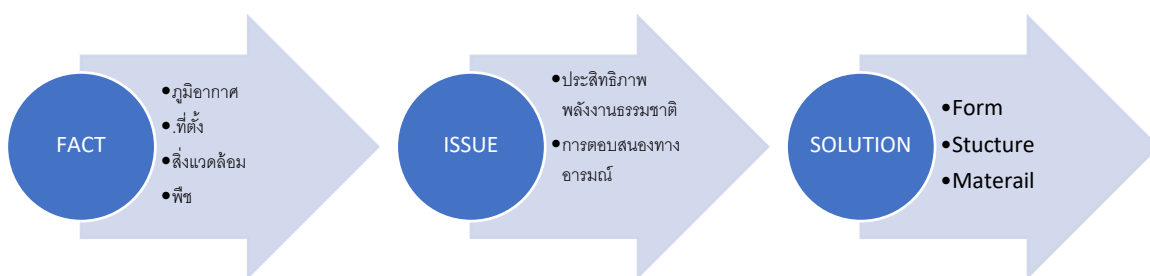 FACT
•ภูมิอากาศ
•.ที่ตั้ง
•สิ่งแวดล้อม
•พืช
ISSUE
•ประสิทธิภาพ
พลังงานธรรมชาติ
•การตอบสนองทาง
อารมณ์
SOLUTION
•Form
•Stucture
•Materail